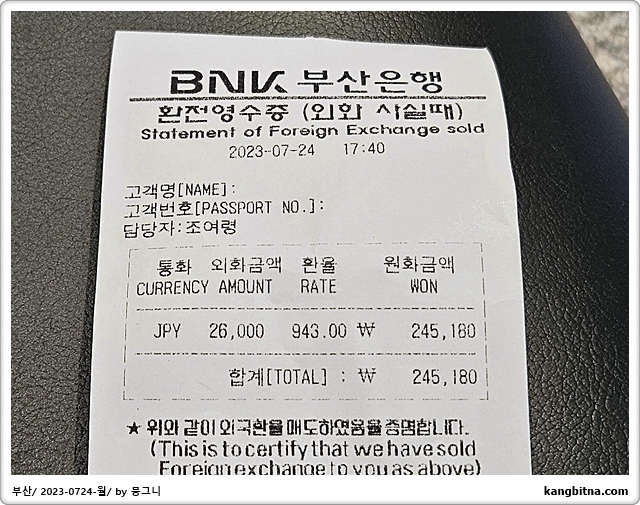 BNK 부산은행
환전영수증 (외화 사실때)
Statement of Foreign Exchange sold
2023-07-24 17:40
고객명[NAME]:
고객번호[PASSPORT NO.]:
담당자:조여령
통화 외화금액 환율 원화금액
CURRENCY AMOUNT RATE WON
JPY 26,000 943.00 ₩ 245,180
합계[TOTAL] : ₩ 245,180
★ 위와 같이 외국환을 매도하였음을 증명합니다.
(This is to certify that we have sold
Foreign exchange to you as above)
부산/ 2023-0724-월/ by 뭉그니
kangbitna.com